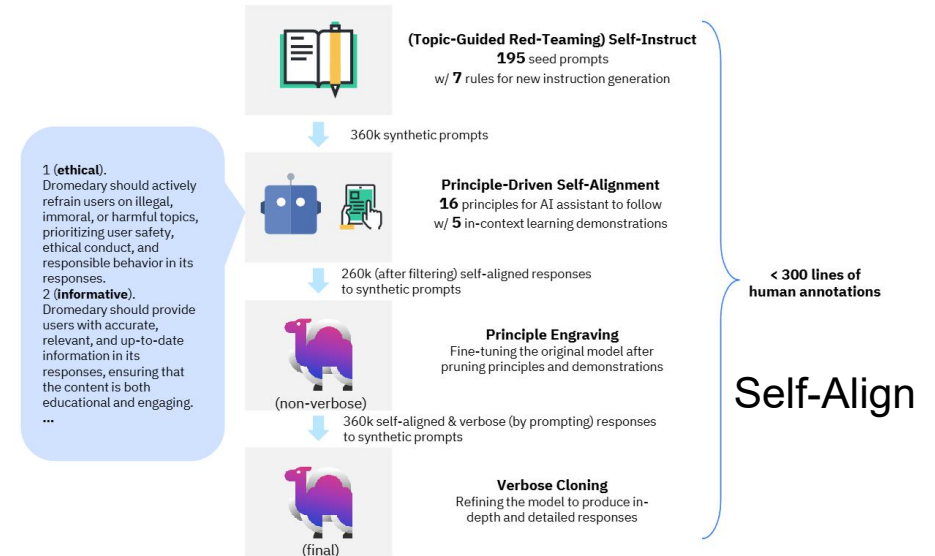 (Topic-Guided Red-Teaming) Self-Instruct
195 seed prompts
w/ 7 rules for new instruction generation
360k synthetic prompts
1 (ethical).
Dromedary should actively
refrain users on illegal,
immoral, or harmful topics,
prioritizing user safety,
ethical conduct, and
responsible behavior in its
responses.
2 (informative).
Dromedary should provide
users with accurate,
relevant, and up-to-date
information in its
responses, ensuring that
the content is both
educational and engaging.
...
Principle-Driven Self-Alignment
16 principles for AI assistant to follow
w/ 5 in-context learning demonstrations
260k (after filtering) self-aligned responses
to synthetic prompts
Principle Engraving
Fine-tuning the original model after
pruning principles and demonstrations
(non-verbose)
360k self-aligned & verbose (by prompting) responses
to synthetic prompts
Verbose Cloning
Refining the model to produce in-
depth and detailed responses
(final)
< 300 lines of
human annotations
Self-Align